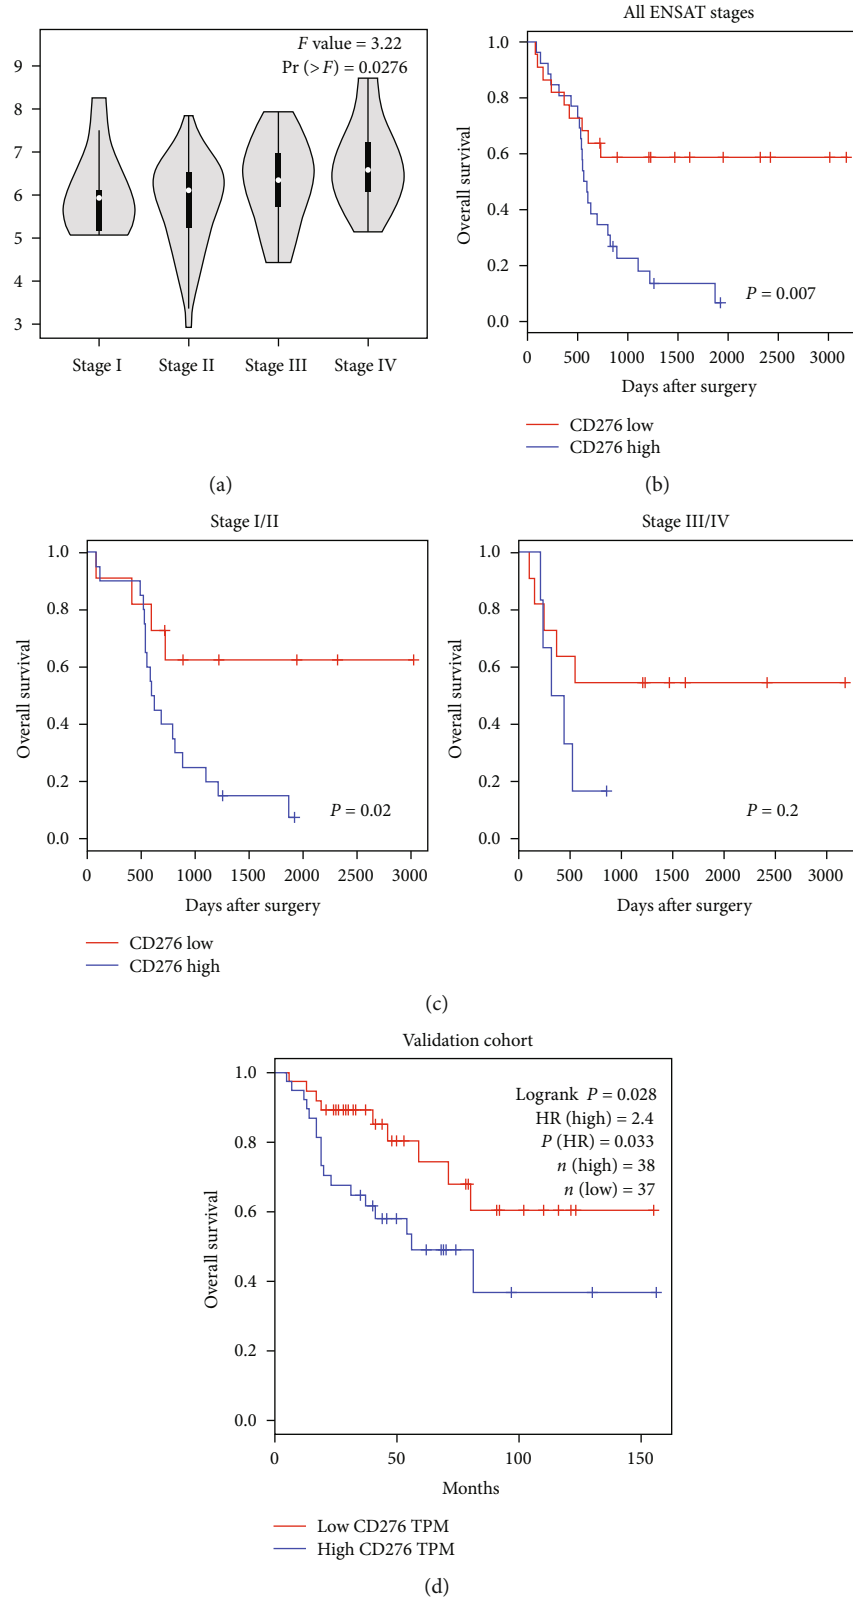 F value = 3.22
Pr (>F) = 0.0276
9
8
7
6
5
4
3
Stage I Stage II Stage III Stage IV
(a)
All ENSAT stages
1.0
0.8
0.6
0.4
0.2
0.0
Overall survival
P = 0.007
0 500 1000 1500 2000 2500 3000
Days after surgery
CD276 low
CD276 high
(b)
Stage I/II
1.0
0.8
0.6
0.4
0.2
0.0
Overall survival
P = 0.02
0 500 1000 1500 2000 2500 3000
Days after surgery
CD276 low
CD276 high
Stage III/IV
1.0
0.8
0.6
0.4
0.2
0.0
Overall survival
P = 0.2
0 500 1000 1500 2000 2500 3000
Days after surgery
(c)
Validation cohort
1.0
0.8
0.6
0.4
0.2
0.0
Overall survival
Logrank P = 0.028
HR (high) = 2.4
P (HR) = 0.033
n (high) = 38
n (low) = 37
0 50 100 150
Months
Low CD276 TPM
High CD276 TPM
(d)